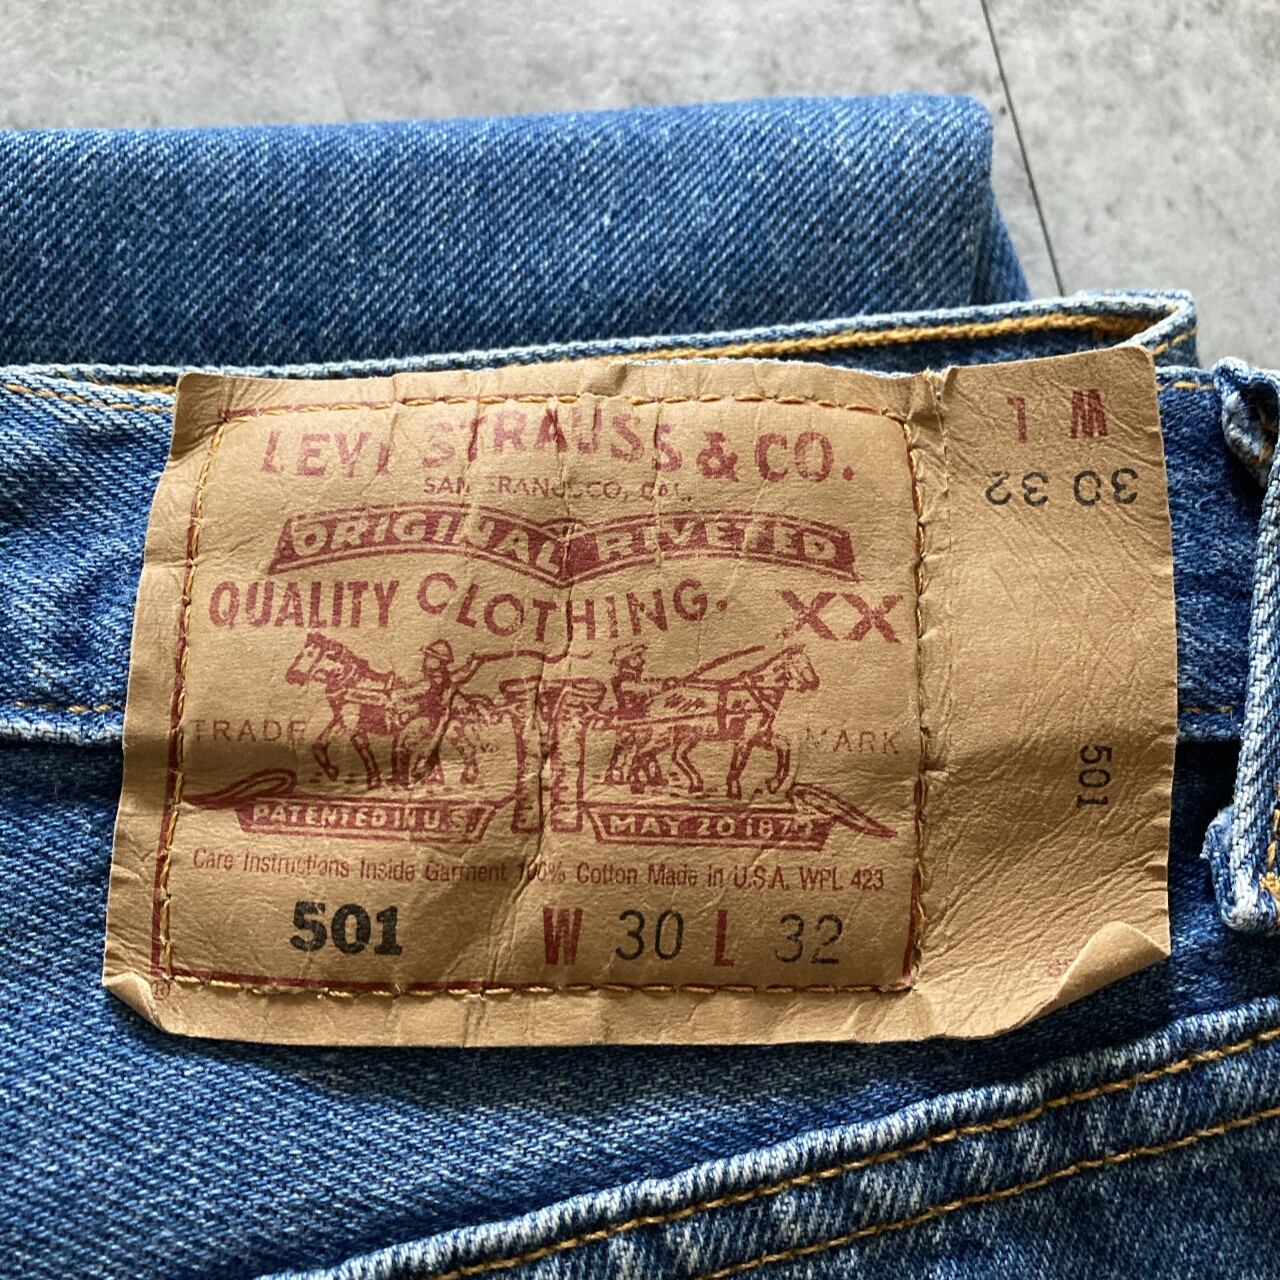 LEVI STRAUSS & CO.
SAN FRANCISCO, CAL.
ORIGINAL RIVETED
QUALITY CLOTHING. XX
TRADE MARK
PATENTED IN U.S. MAY 20 1873
Care Instructions Inside Garment 100% Cotton Made in U.S.A. WPL 423
501 W 30 L 32
®
W L
30 32
501